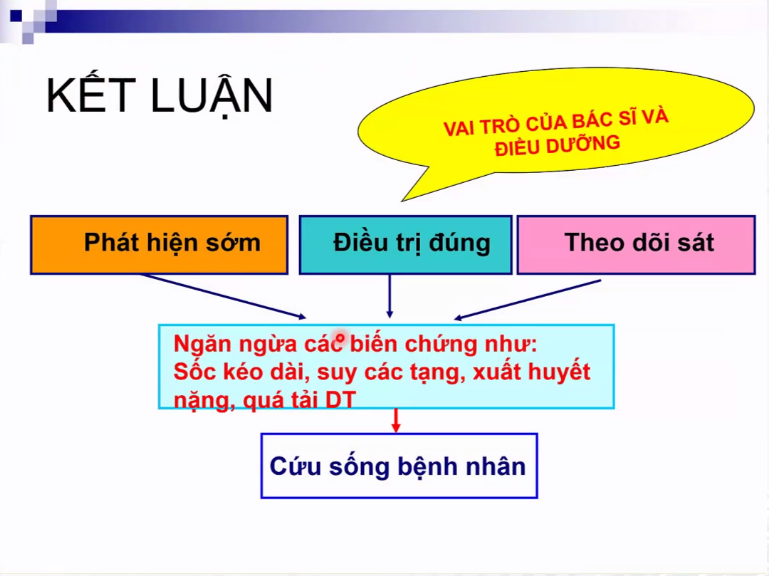 KẾT LUẬN
VAI TRÒ CỦA BÁC SĨ VÀ
ĐIỀU DƯỠNG
Phát hiện sớm
Điều trị đúng
Theo dõi sát
Ngăn ngừa các biến chứng như:
Sốc kéo dài, suy các tạng, xuất huyết
nặng, quá tải DT
Cứu sống bệnh nhân